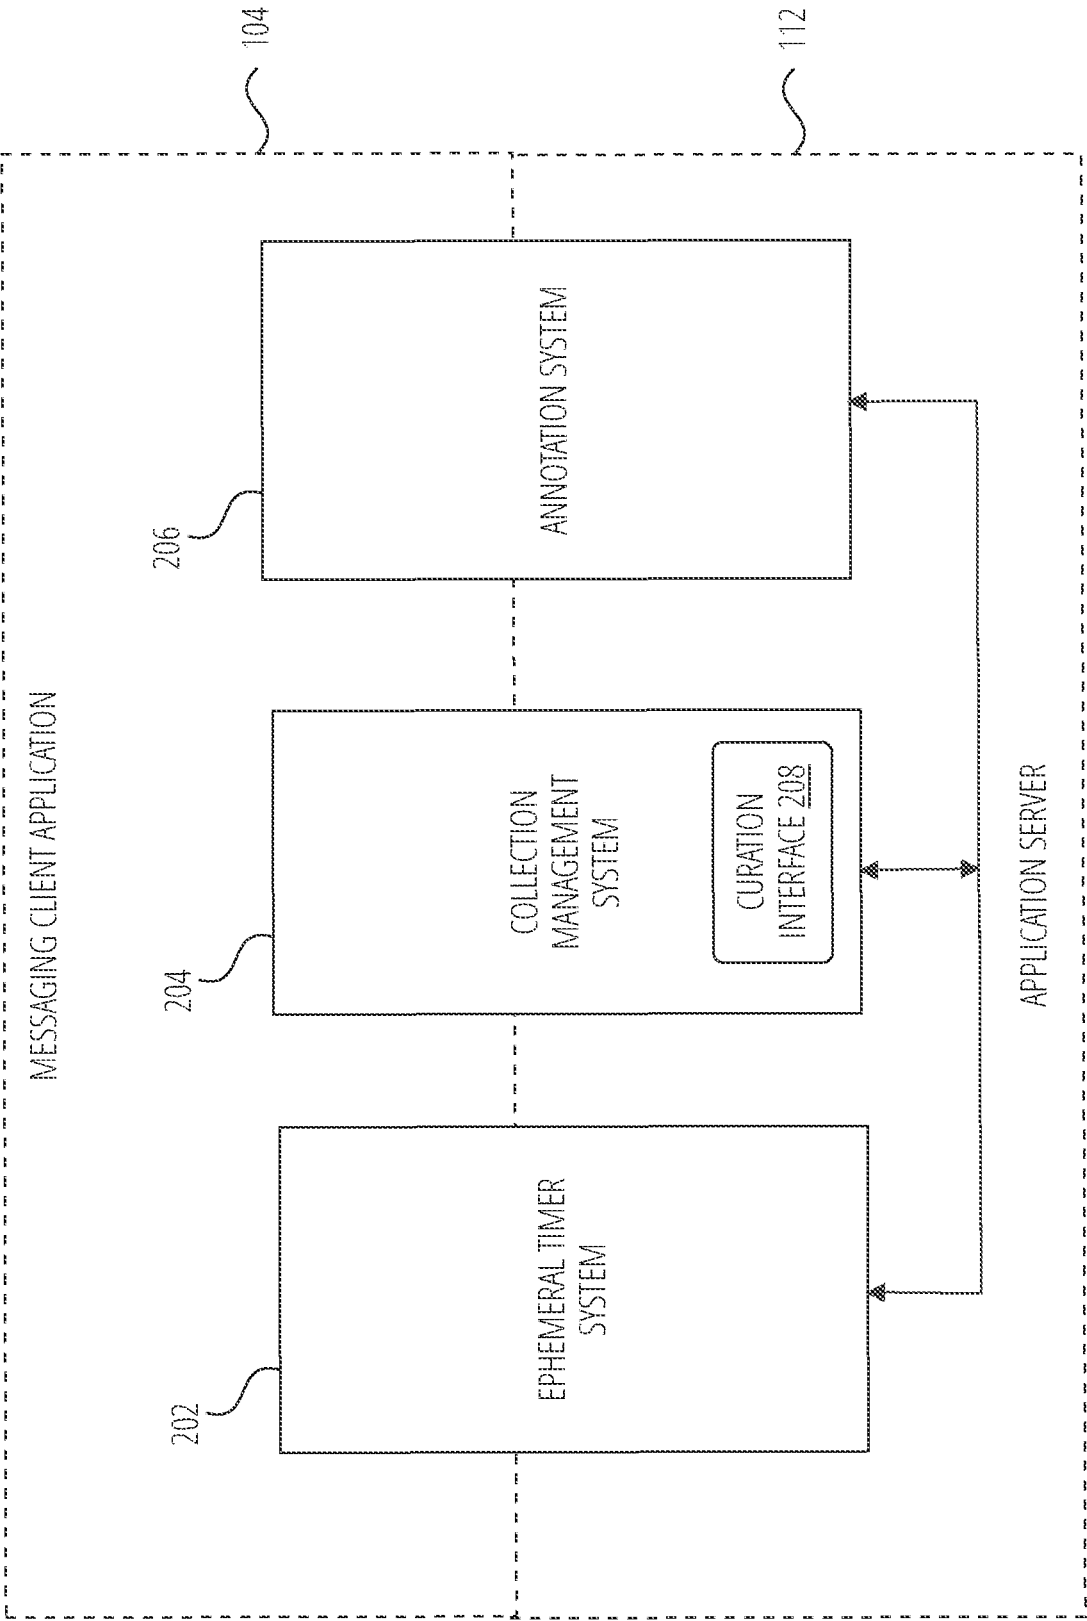 MESSAGING CLIENT APPLICATION
104
202
204
206
EPHEMERAL TIMER
SYSTEM
COLLECTION
MANAGEMENT
SYSTEM
CURATION
INTERFACE 208
ANNOTATION SYSTEM
112
APPLICATION SERVER